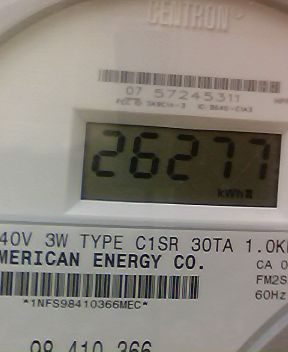 CENTRON
07 57245311
26277
kWh
40V 3W TYPE C1SR 30TA 1.0K
MERICAN ENERGY CO.
CA 0
FM2S
60Hz
*1NFS98410366MEC*
98 410 366